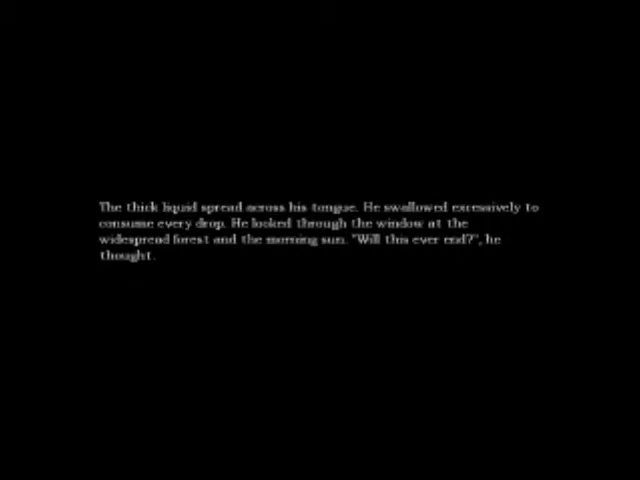 The thick liquid spread across his tongue. He swallowed excessively to
consume every drop. He looked through the window at the
widespread forest and the morning sun. "Will this ever end?", he
thought.